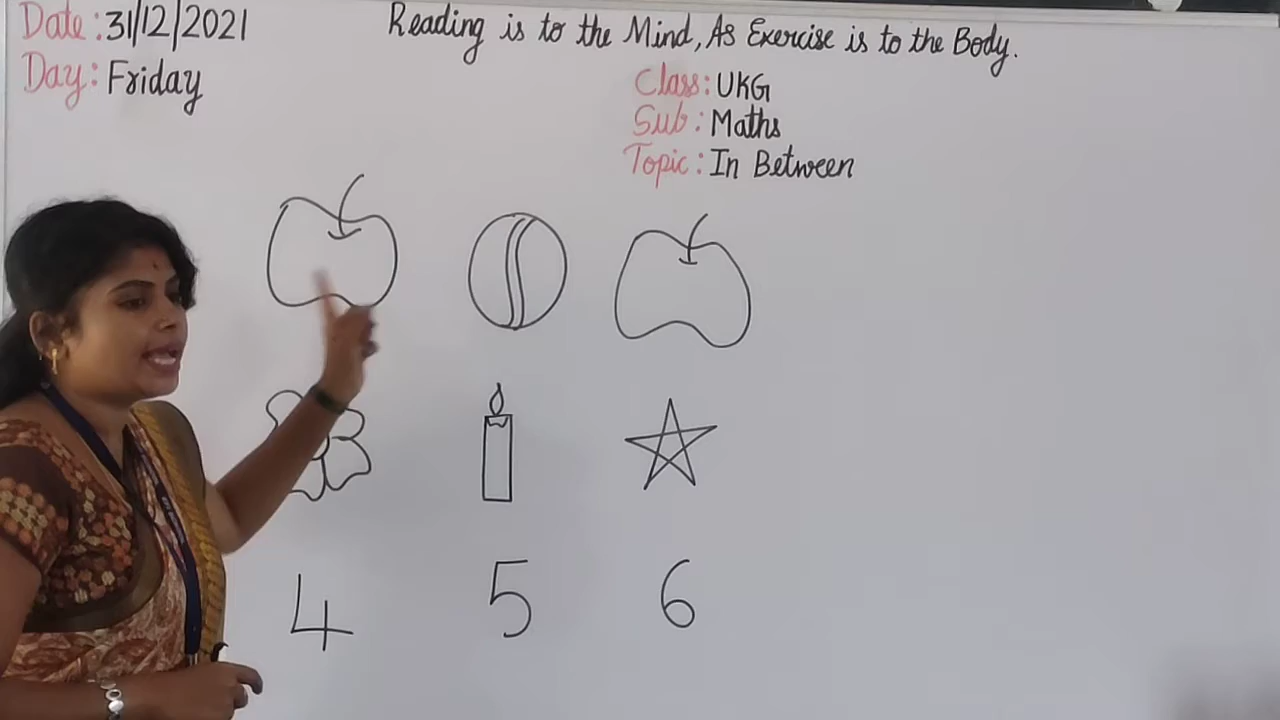 Date: 31/12/2021
Reading is to the Mind, As Exercise is to the Body.
Day: Friday
Class: UKG
Sub: Maths
Topic: In Between
4 5 6